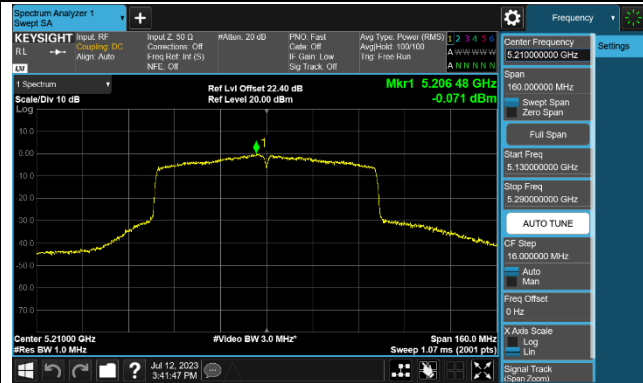 Spectrum Analyzer 1
Swept SA
Frequency
KEYSIGHT
RL
LXI
Input: RF
Coupling: DC
Align: Auto
Input Z: 50 Ω
Corrections: Off
Freq Ref: Int (S)
NFE: Off
#Atten: 20 dB
PNO: Fast
Gate: Off
IF Gain: Low
Sig Track: Off
Avg Type: Power (RMS)
Avg|Hold: 100/100
Trig: Free Run
1 2 3 4 5 6
A W W W W W
A N N N N N
1 Spectrum
Scale/Div 10 dB
Log
Ref Lvl Offset 22.40 dB
Ref Level 20.00 dBm
Mkr1 5.206 48 GHz
-0.071 dBm
1
10.0
0.00
-10.0
-20.0
-30.0
-40.0
-50.0
-60.0
-70.0
Center 5.21000 GHz
#Res BW 1.0 MHz
#Video BW 3.0 MHz*
Span 160.0 MHz
Sweep 1.07 ms (2001 pts)
Jul 12, 2023
3:41:47 PM
Center Frequency
5.210000000 GHz
Settings
Span
160.000000 MHz
Swept Span
Zero Span
Full Span
Start Freq
5.130000000 GHz
Stop Freq
5.290000000 GHz
AUTO TUNE
CF Step
16.000000 MHz
Auto
Man
Freq Offset
0 Hz
X Axis Scale
Log
Lin
Signal Track
(Span Zoom)